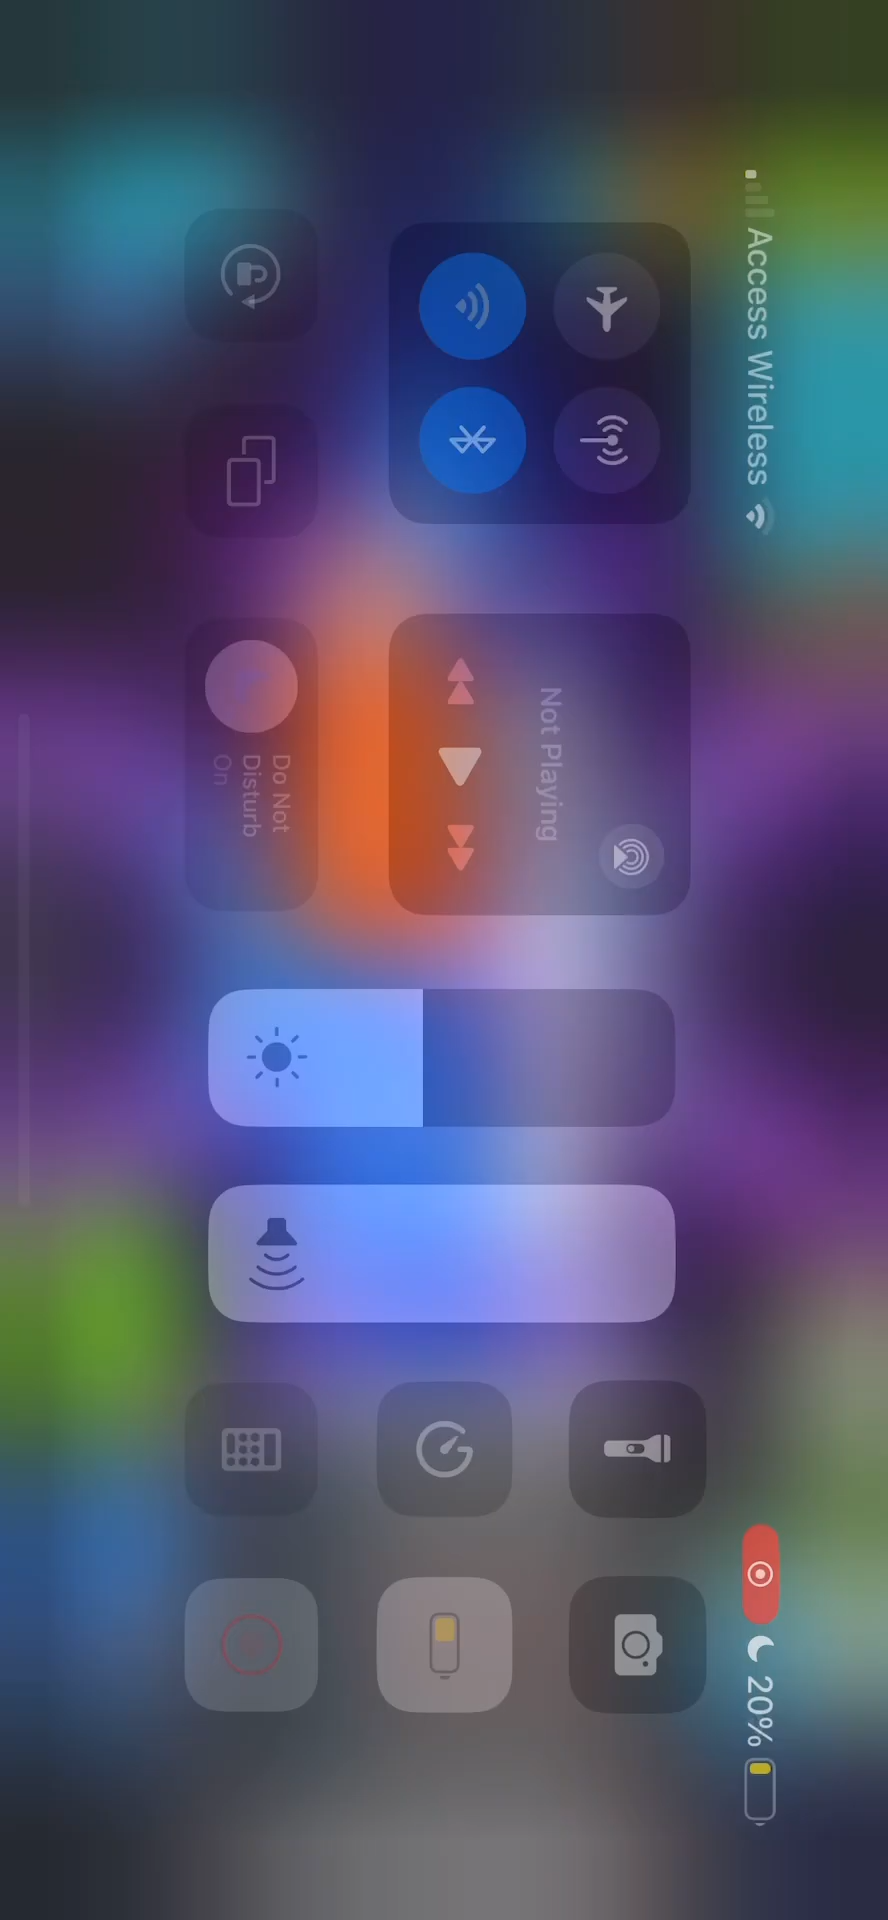 Access Wireless
20%
Not Playing
Do Not
Disturb
On